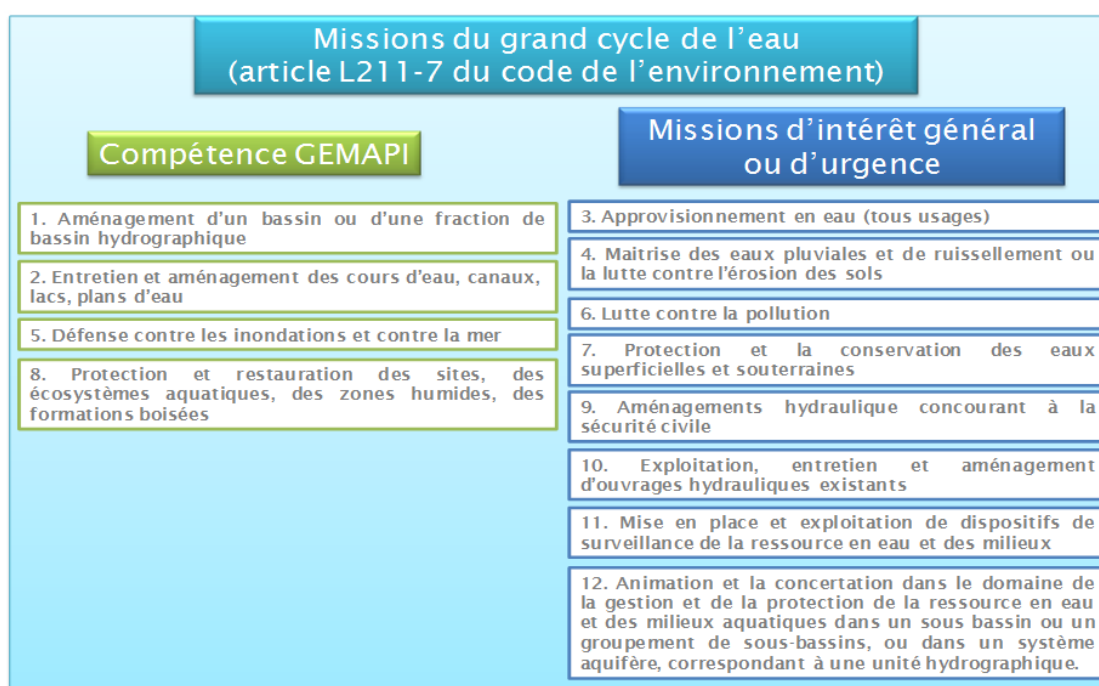 Missions du grand cycle de l'eau
(article L211-7 du code de l'environnement)
Compétence GEMAPI
1. Aménagement d'un bassin ou d'une fraction de
bassin hydrographique
2. Entretien et aménagement des cours d'eau, canaux,
lacs, plans d'eau
5. Défense contre les inondations et contre la mer
8. Protection et restauration des sites, des
écosystèmes aquatiques, des zones humides, des
formations boisées
Missions d'intérêt général
ou d'urgence
3. Approvisionnement en eau (tous usages)
4. Maitrise des eaux pluviales et de ruissellement ou
la lutte contre l'érosion des sols
6. Lutte contre la pollution
7. Protection et la conservation des eaux
superficielles et souterraines
9. Aménagements hydraulique concourant à la
sécurité civile
10. Exploitation, entretien et aménagement
d'ouvrages hydrauliques existants
11. Mise en place et exploitation de dispositifs de
surveillance de la ressource en eau et des milieux
12. Animation et la concertation dans le domaine de
la gestion et de la protection de la ressource en eau
et des milieux aquatiques dans un sous bassin ou un
groupement de sous-bassins, ou dans un système
aquifère, correspondant à une unité hydrographique.